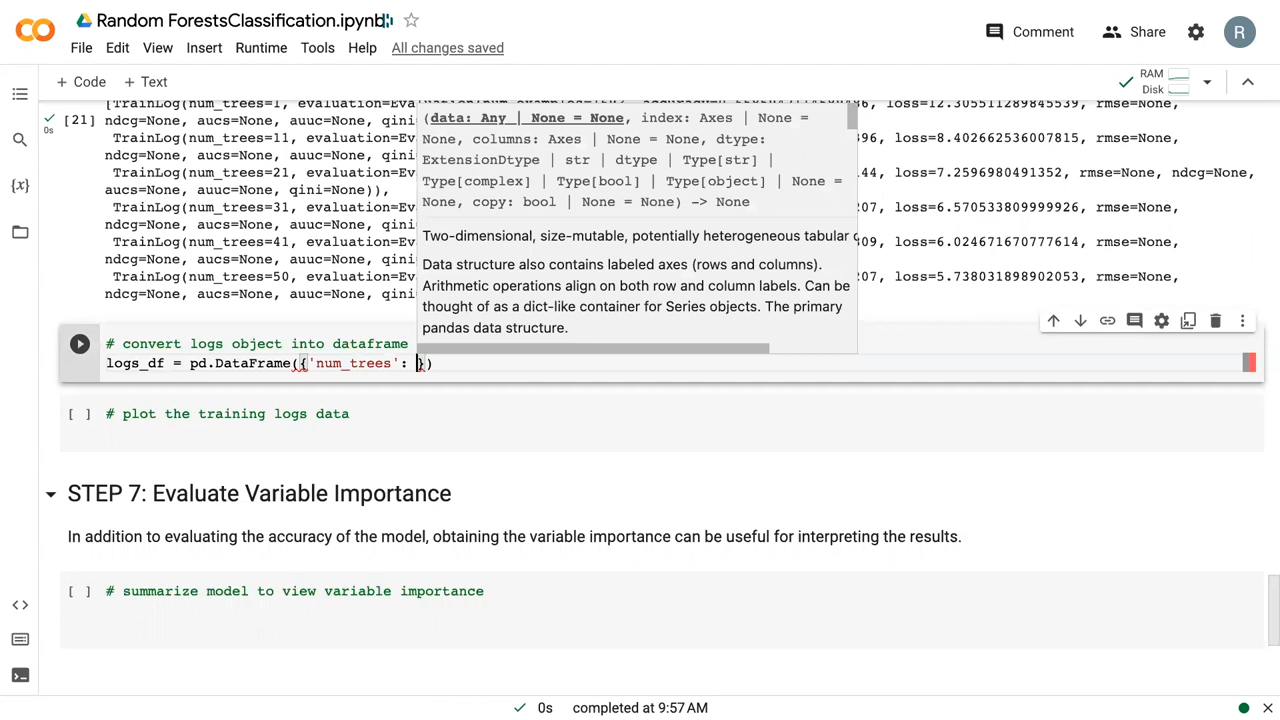 Random ForestsClassification.ipynb
File Edit View Insert Runtime Tools Help All changes saved
Comment Share R
+ Code + Text RAM Disk
[TrainLog(num_trees=1, loss=12.305511289845539, rmse=None,
[21] ndcg=None, aucs=None, auuc=None, qini
0s
TrainLog(num_trees=11, evaluation=Ev 396, loss=8.402662536007815, rmse=None,
ndcg=None, aucs=None, auuc=None, qini
TrainLog(num_trees=21, evaluation=Ev 144, loss=7.2596980491352, rmse=None, ndcg=None,
aucs=None, auuc=None, qini=None)),
TrainLog(num_trees=31, evaluation=Ev 207, loss=6.570533809999926, rmse=None,
ndcg=None, aucs=None, auuc=None, qini
TrainLog(num_trees=41, evaluation=Ev 409, loss=6.024671670777614, rmse=None,
ndcg=None, aucs=None, auuc=None, qini
TrainLog(num_trees=50, evaluation=Ev 207, loss=5.738031898902053, rmse=None,
ndcg=None, aucs=None, auuc=None, qini
(data: Any | None = None, index: Axes | None =
None, columns: Axes | None = None, dtype:
ExtensionDtype | str | dtype | Type[str] |
Type[complex] | Type[bool] | Type[object] | None =
None, copy: bool | None = None) -> None
Two-dimensional, size-mutable, potentially heterogeneous tabular
Data structure also contains labeled axes (rows and columns).
Arithmetic operations align on both row and column labels. Can be
thought of as a dict-like container for Series objects. The primary
pandas data structure.
# convert logs object into dataframe
logs_df = pd.DataFrame({'num_trees': })
[ ] # plot the training logs data
STEP 7: Evaluate Variable Importance
In addition to evaluating the accuracy of the model, obtaining the variable importance can be useful for interpreting the results.
[ ] # summarize model to view variable importance
0s completed at 9:57 AM